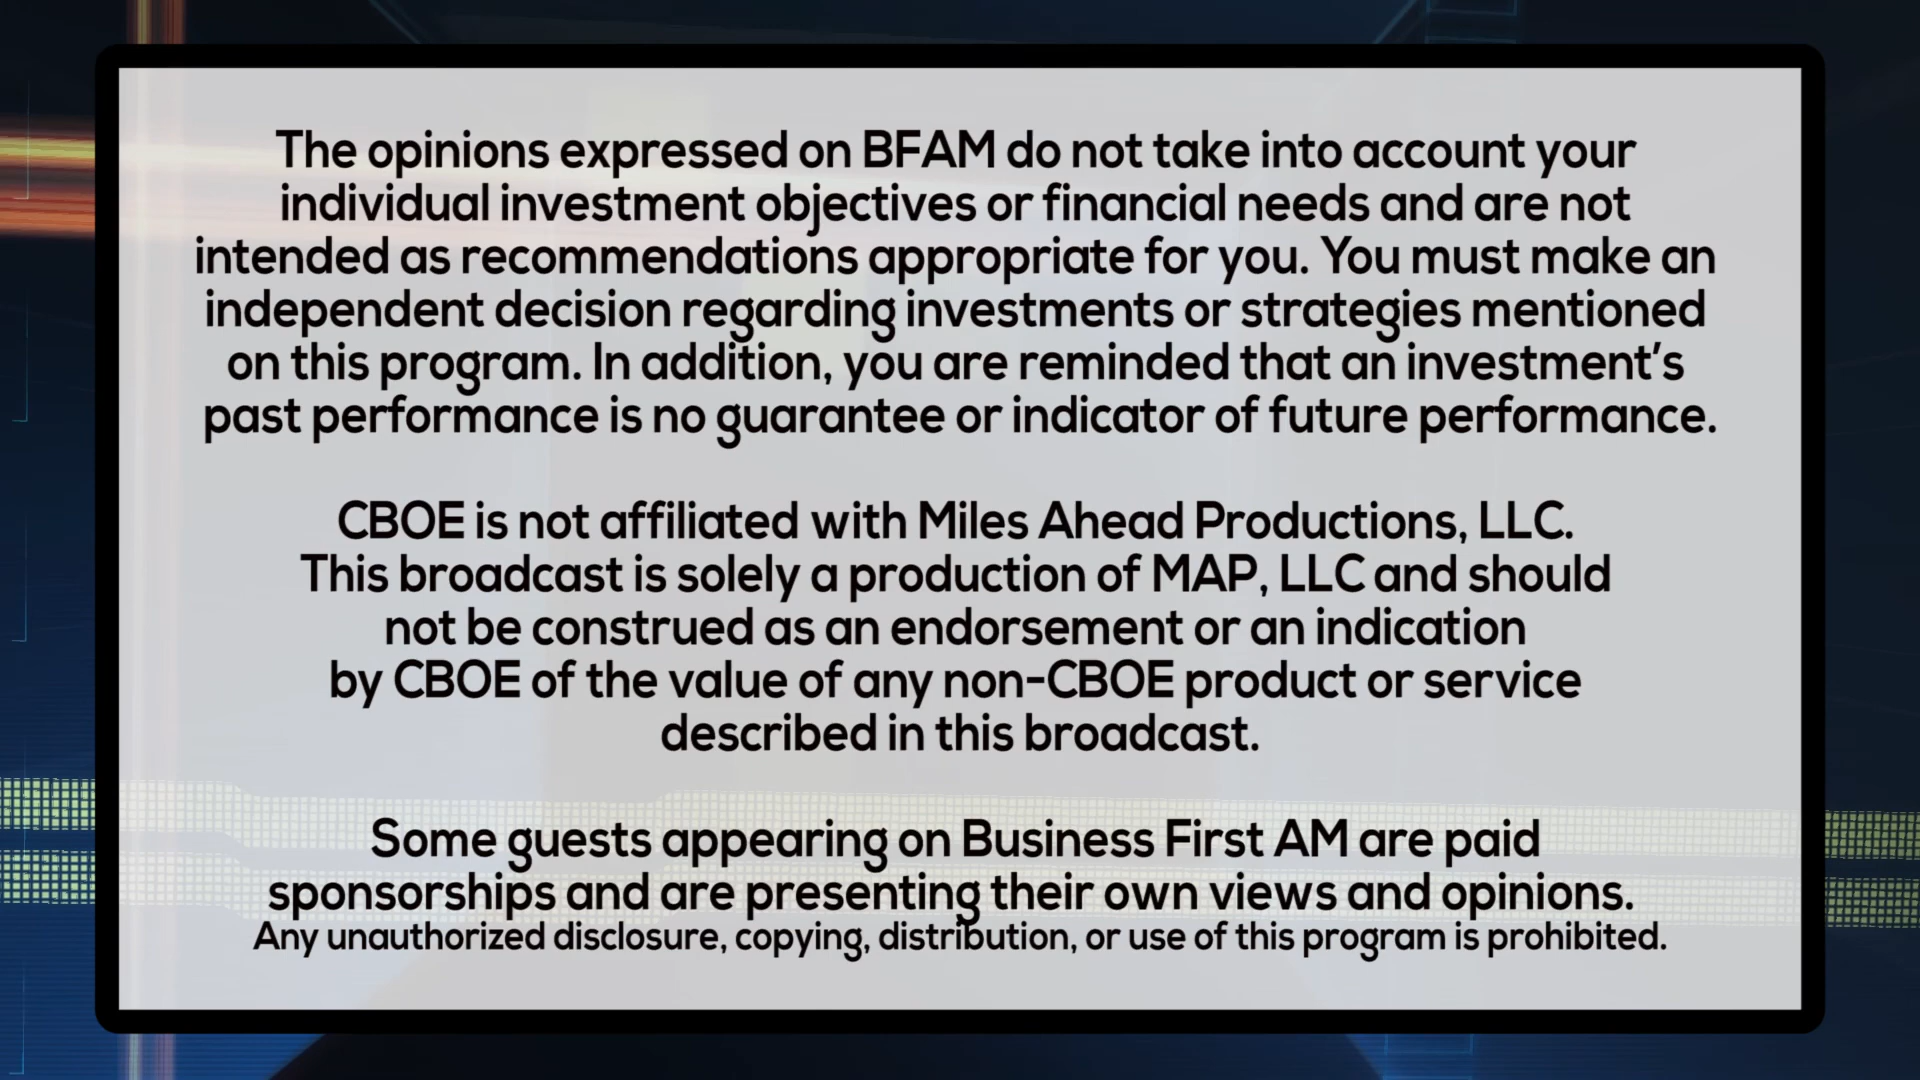 The opinions expressed on BFAM do not take into account your
individual investment objectives or financial needs and are not
intended as recommendations appropriate for you. You must make an
independent decision regarding investments or strategies mentioned
on this program. In addition, you are reminded that an investment’s
past performance is no guarantee or indicator of future performance.
CBOE is not affiliated with Miles Ahead Productions, LLC.
This broadcast is solely a production of MAP, LLC and should
not be construed as an endorsement or an indication
by CBOE of the value of any non-CBOE product or service
described in this broadcast.
Some guests appearing on Business First AM are paid
sponsorships and are presenting their own views and opinions.
Any unauthorized disclosure, copying, distribution, or use of this program is prohibited.